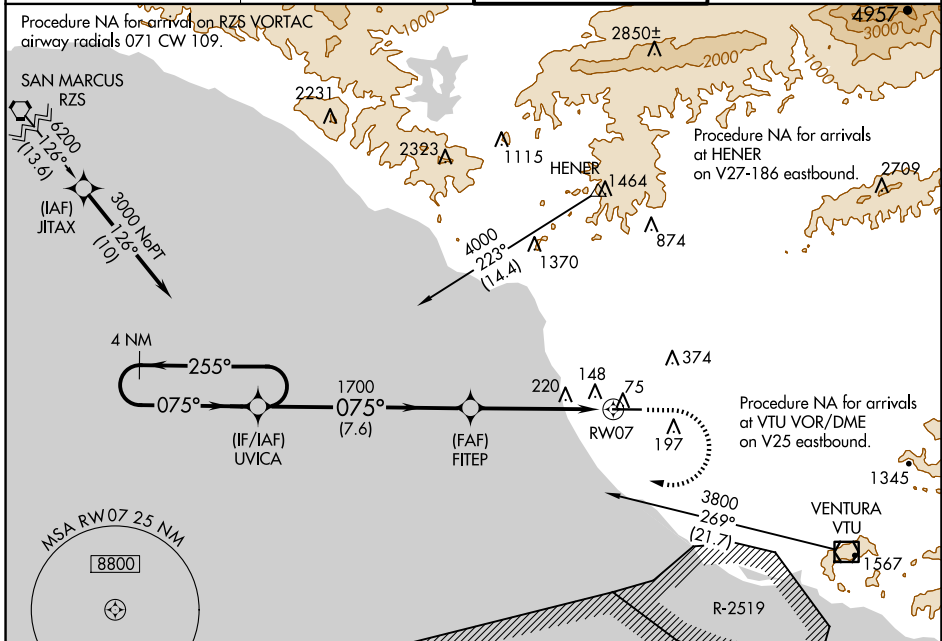 Procedure NA for arrival on RZS VORTAC
airway radials 071 CW 109.
SAN MARCUS
RZS
6200
126°
(13.6)
(IAF)
JITAX
3000 NoPT
126°
(10)
2231
2323
1115
1000
2850±
2000
1000
4957
3000
HENER
1464
Procedure NA for arrivals
at HENER
on V27-186 eastbound.
2709
874
1370
4000
223°
(14.4)
4 NM
255°
075°
(IF/IAF)
UVICA
1700
075°
(7.6)
(FAF)
FITEP
220
148
75
374
RW07
197
Procedure NA for arrivals
at VTU VOR/DME
on V25 eastbound.
1345
3800
269°
(21.7)
VENTURA
VTU
1567
MSA RW07 25 NM
8800
R-2519